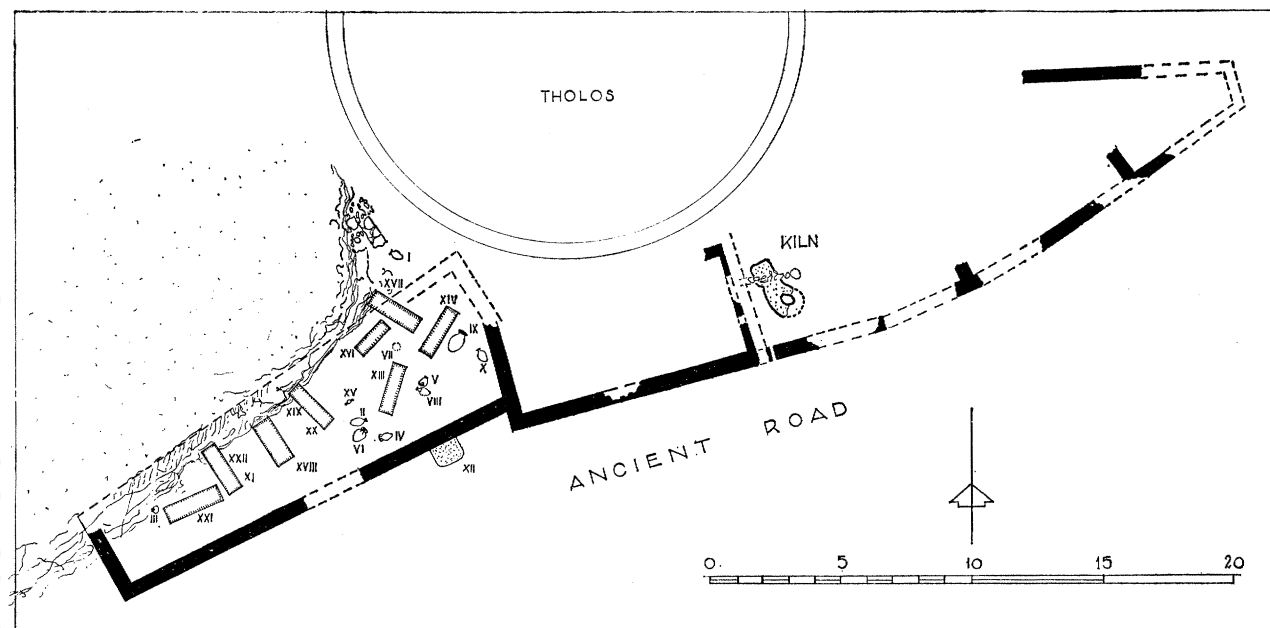 THOLOS
KILN
I
XVII
XIV
IX
XVI
VII
X
XIII
V
VIII
XV
XIX
II
XX
VI
IV
XXII
XVIII
XI
XII
III
XXI
ANCIENT ROAD
0. 5 10 15 20